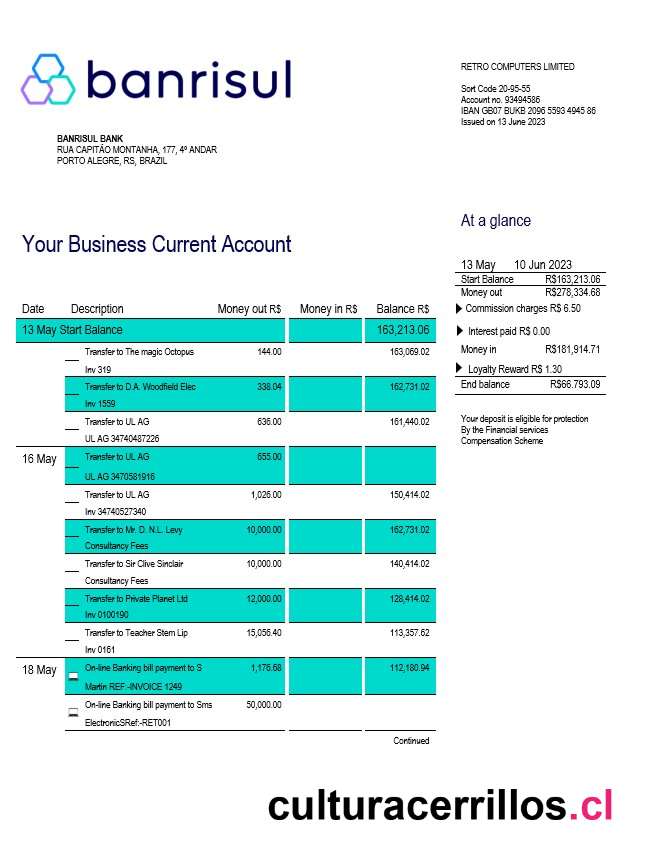 banrisul
RETRO COMPUTERS LIMITED
Sort Code 20-95-55
Account no. 93494586
IBAN GB07 BUKB 2096 5593 4945 86
Issued on 13 June 2023
BANRISUL BANK
RUA CAPITÃO MONTANHA, 177, 4º ANDAR
PORTO ALEGRE, RS, BRAZIL
At a glance
Your Business Current Account
13 May 10 Jun 2023
Start Balance R$163,213.06
Money out R$278,334.68
Commission charges R$ 6.50
Interest paid R$ 0.00
Money in R$181,914.71
Loyalty Reward R$ 1.30
End balance R$66.793.09
Your deposit is eligible for protection
By the Financial services
Compensation Scheme
Date Description Money out R$ Money in R$ Balance R$
13 May Start Balance 163,213.06
Transfer to The magic Octopus 144.00 163,069.02
Inv 319
Transfer to D.A. Woodfield Elec 338.04 162,731.02
Inv 1559
Transfer to UL AG 636.00 161,440.02
UL AG 34740487226
16 May Transfer to UL AG 655.00
UL AG 3470581916
Transfer to UL AG 1,026.00 150,414.02
Inv 34740527340
Transfer to Mr. D. N.L. Levy 10,000.00 162,731.02
Consultancy Fees
Transfer to Sir Clive Sinclair 10,000.00 140,414.02
Consultancy Fees
Transfer to Private Planet Ltd 12,000.00 128,414.02
Inv 0100190
Transfer to Teacher Stem Lip 15,056.40 113,357.62
Inv 0161
18 May On-line Banking bill payment to S 1,176.68 112,180.94
Martin REF.-INVOICE 1249
On-line Banking bill payment to Sms 50,000.00
ElectronicSRef:-RET001
Continued
culturacerrillos.cl